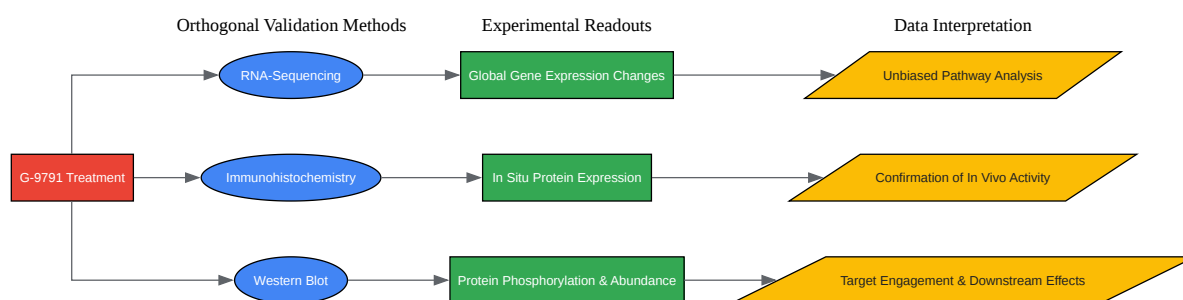 Orthogonal Validation Methods
Experimental Readouts
Data Interpretation
RNA-Sequencing
Global Gene Expression Changes
Unbiased Pathway Analysis
G-9791 Treatment
Immunohistochemistry
In Situ Protein Expression
Confirmation of In Vivo Activity
Western Blot
Protein Phosphorylation & Abundance
Target Engagement & Downstream Effects